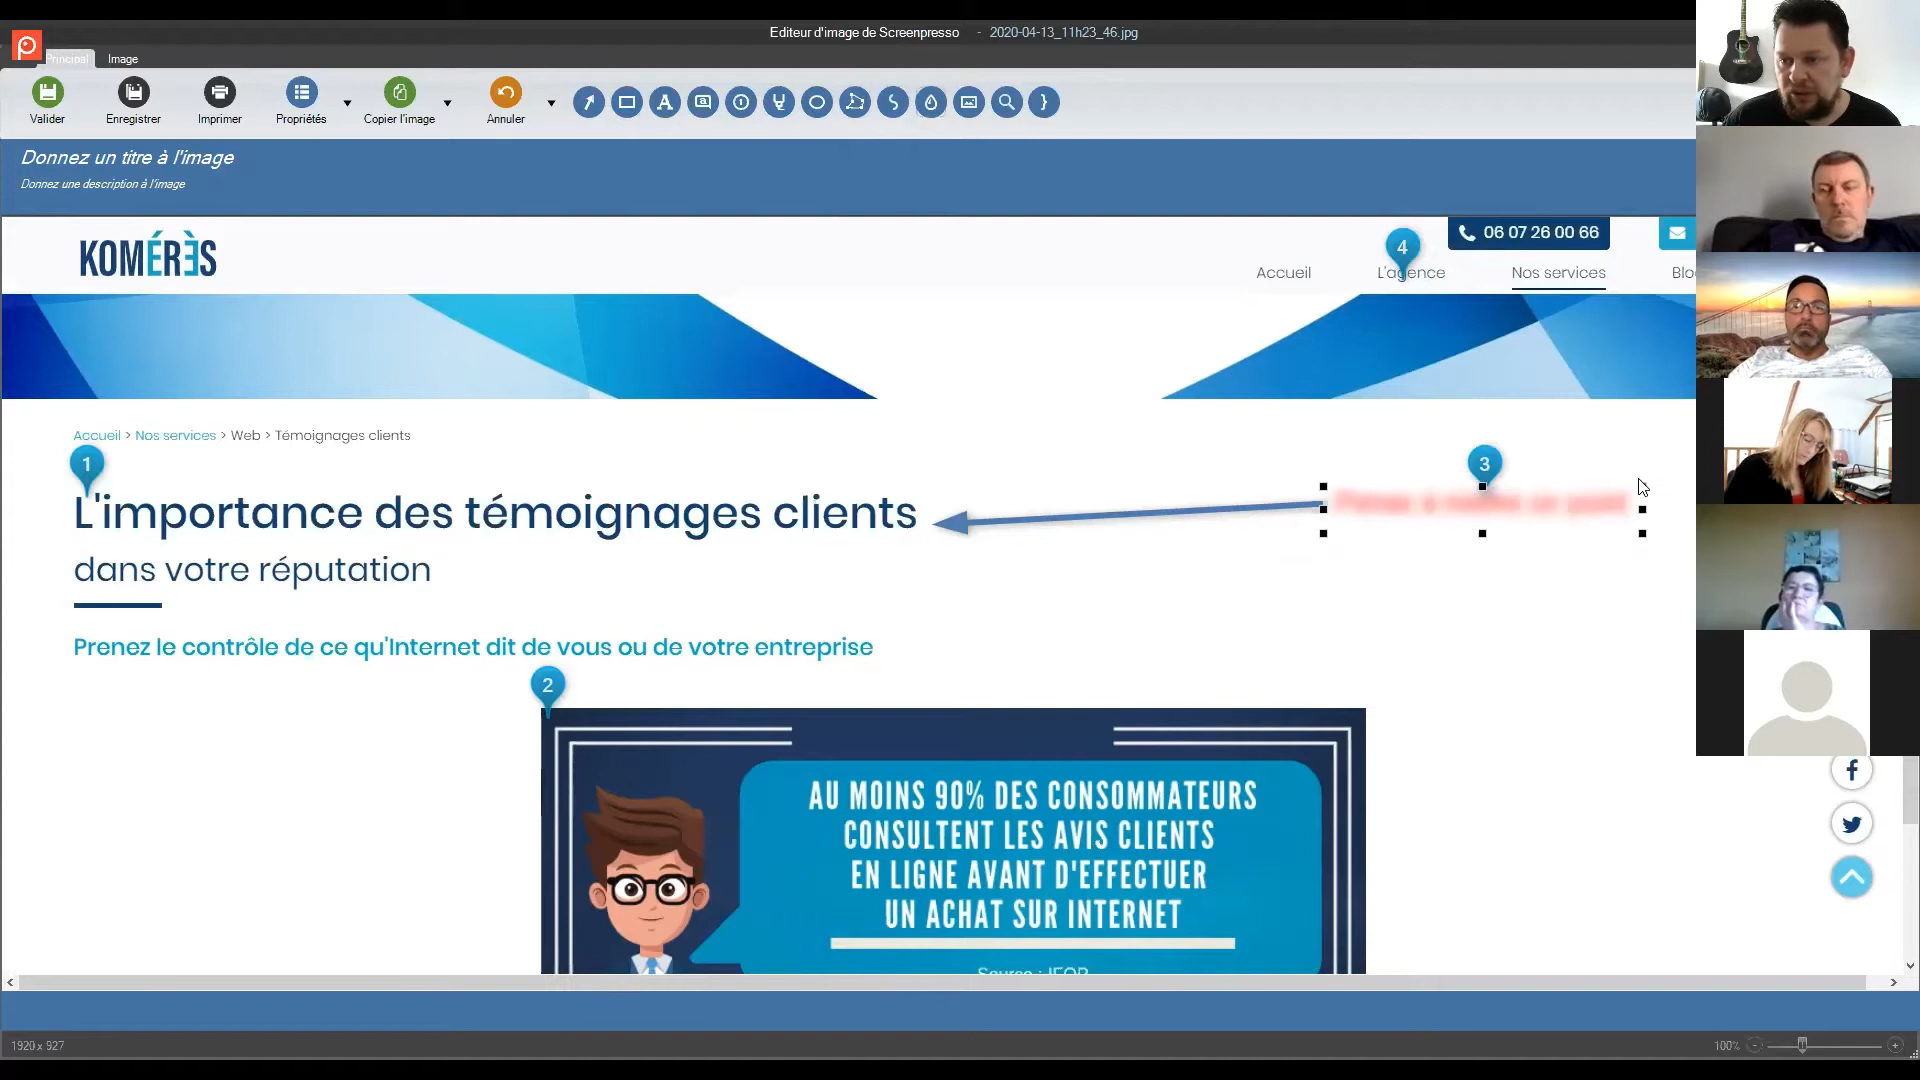 Editeur d'image de Screenpresso - 2020-04-13_11h23_46.jpg
Principal Image
Valider Enregistrer Imprimer Propriétés Copier l'image Annuler
Donnez un titre à l'image
Donnez une description à l'image
KOMÉRÈS
06 07 26 00 66
4
Accueil L'agence Nos services
Accueil > Nos services > Web > Témoignages clients
1
3
L'importance des témoignages clients
dans votre réputation
Prenez le contrôle de ce qu'Internet dit de vous ou de votre entreprise
2
AU MOINS 90% DES CONSOMMATEURS
CONSULTENT LES AVIS CLIENTS
EN LIGNE AVANT D'EFFECTUER
UN ACHAT SUR INTERNET
Source : IFOP
1920 x 927
100%